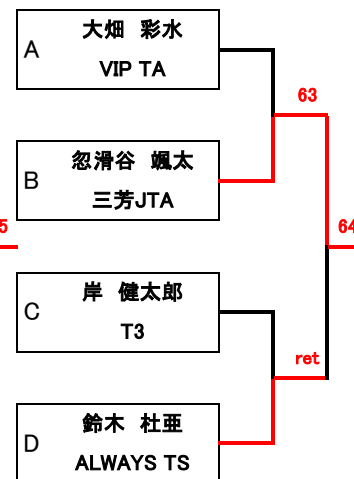 A
大畑 彩水
VIP TA
63
B
忽滑谷 颯太
三芳JTA
5
64
C
岸 健太郎
T3
ret
D
鈴木 杜亜
ALWAYS TS